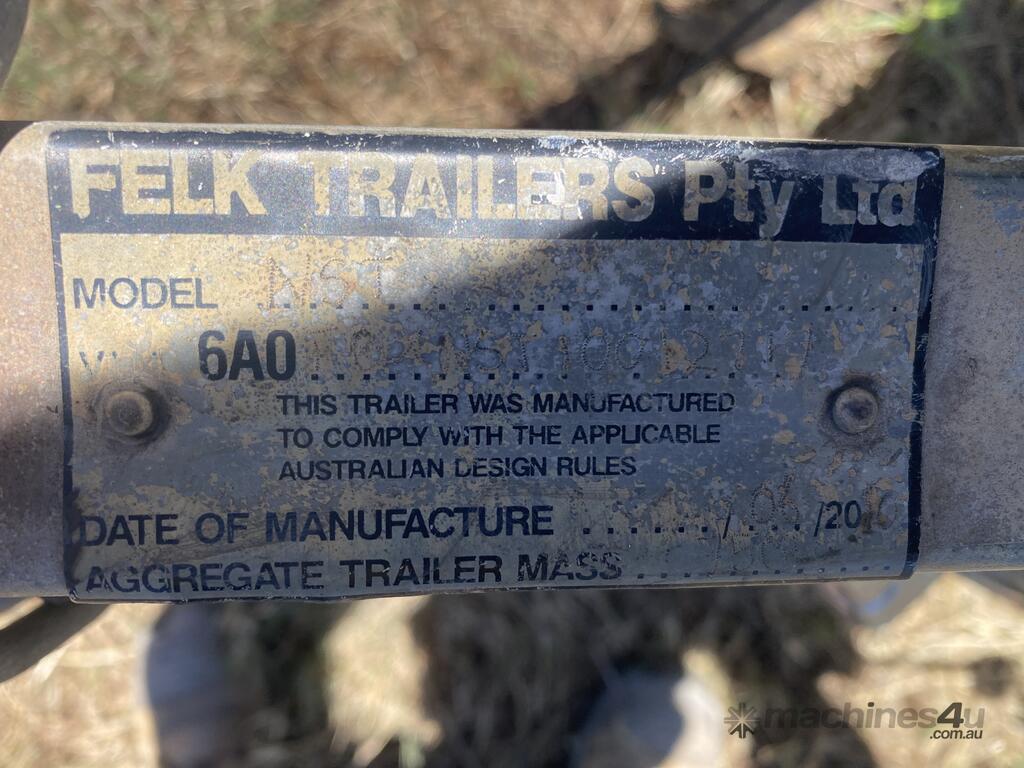 FELK TRAILERS Pty Ltd
MODEL
6A0
THIS TRAILER WAS MANUFACTURED
TO COMPLY WITH THE APPLICABLE
AUSTRALIAN DESIGN RULES
DATE OF MANUFACTURE ....../..../20
AGGREGATE TRAILER MASS
machines4u
.com.au